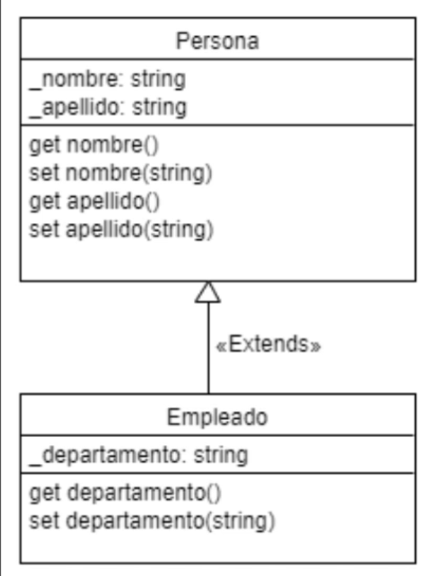 Persona
_nombre: string
_apellido: string
get nombre()
set nombre(string)
get apellido()
set apellido(string)
«Extends»
Empleado
_departamento: string
get departamento()
set departamento(string)